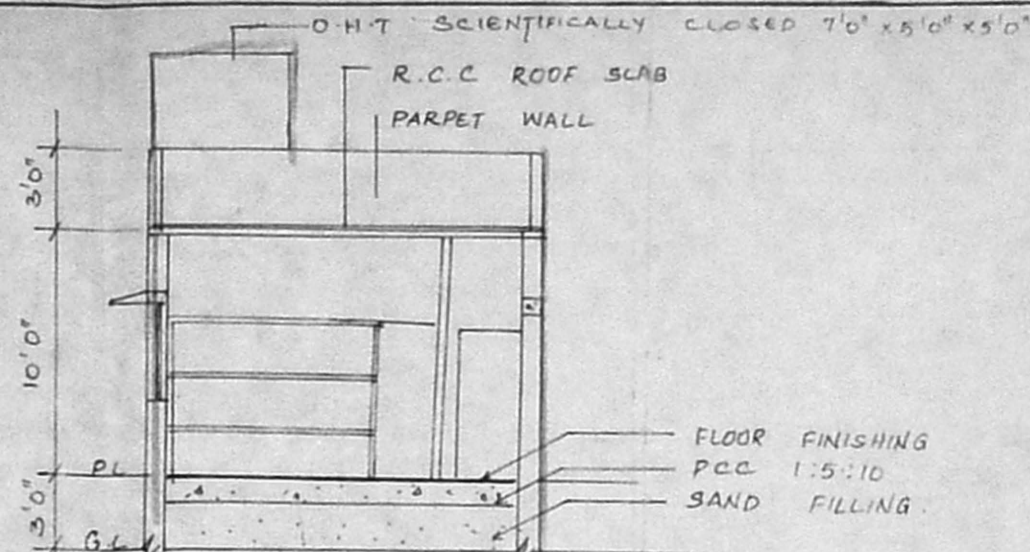 O.H.T SCIENTIFICALLY CLOSED 7'0" x 5'0" x 5'0"
R.C.C ROOF SLAB
PARPET WALL
3'0"
10'0"
FLOOR FINISHING
P.L
PCC 1:5:10
SAND FILLING.
3'0"
G.L